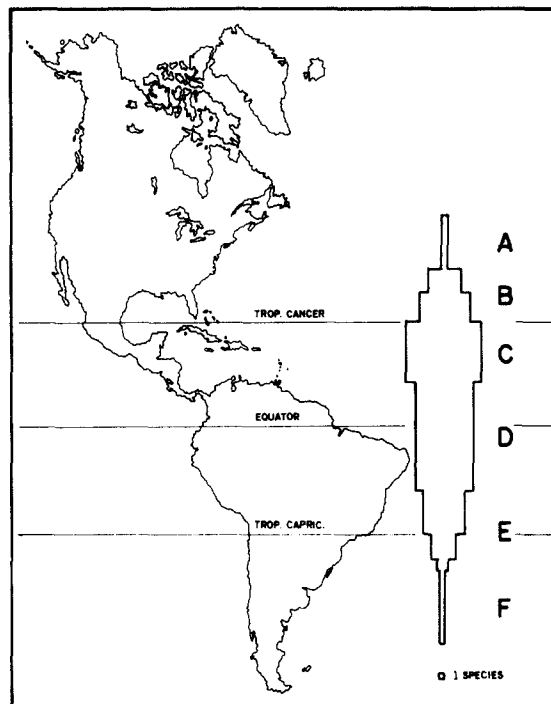 A
B
TROP. CANCER
C
EQUATOR
D
TROP. CAPRIC.
E
F
1 SPECIES